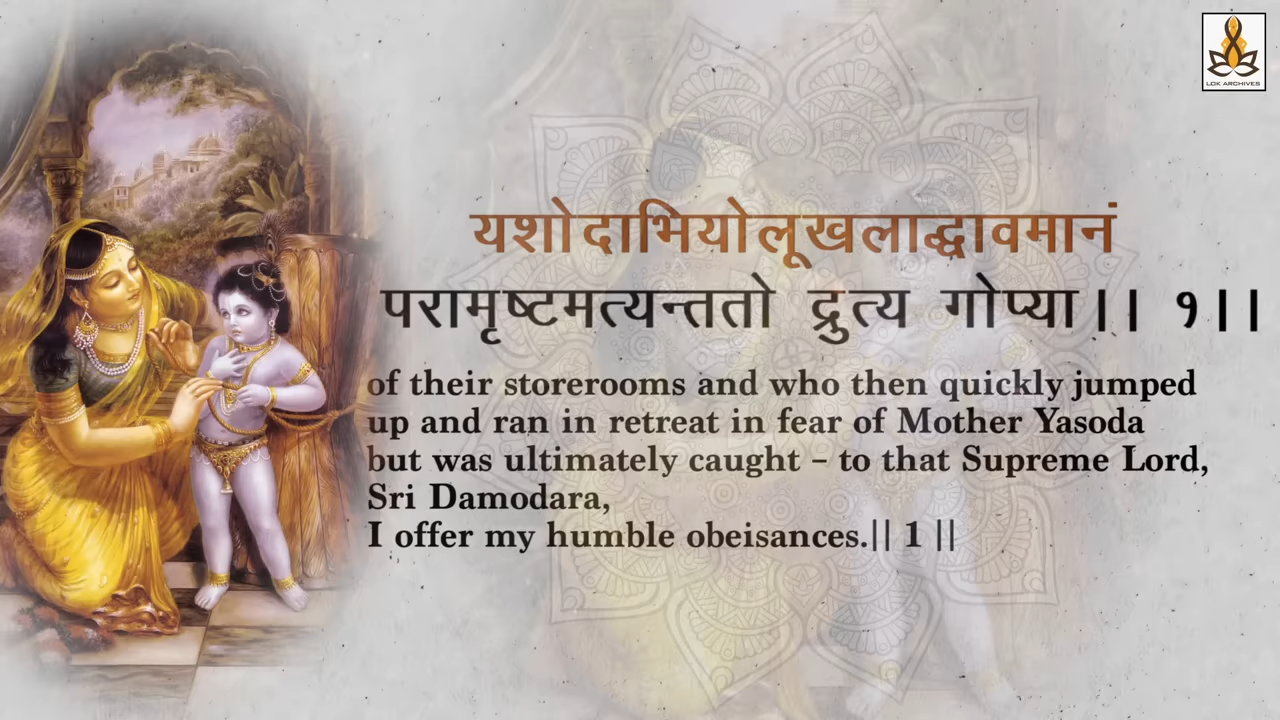 LOK ARCHIVES
यशोदाभियोलूखलाद्धावमानं
परामृष्टमत्यन्ततो द्रुत्य गोप्या।। १।।
of their storerooms and who then quickly jumped
up and ran in retreat in fear of Mother Yasoda
but was ultimately caught – to that Supreme Lord,
Sri Damodara,
I offer my humble obeisances.|| 1 ||